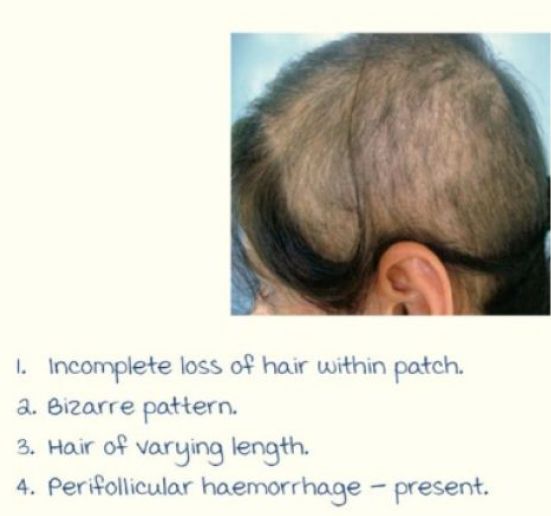 1. Incomplete loss of hair within patch.
2. Bizarre pattern.
3. Hair of varying length.
4. Perifollicular haemorrhage - present.